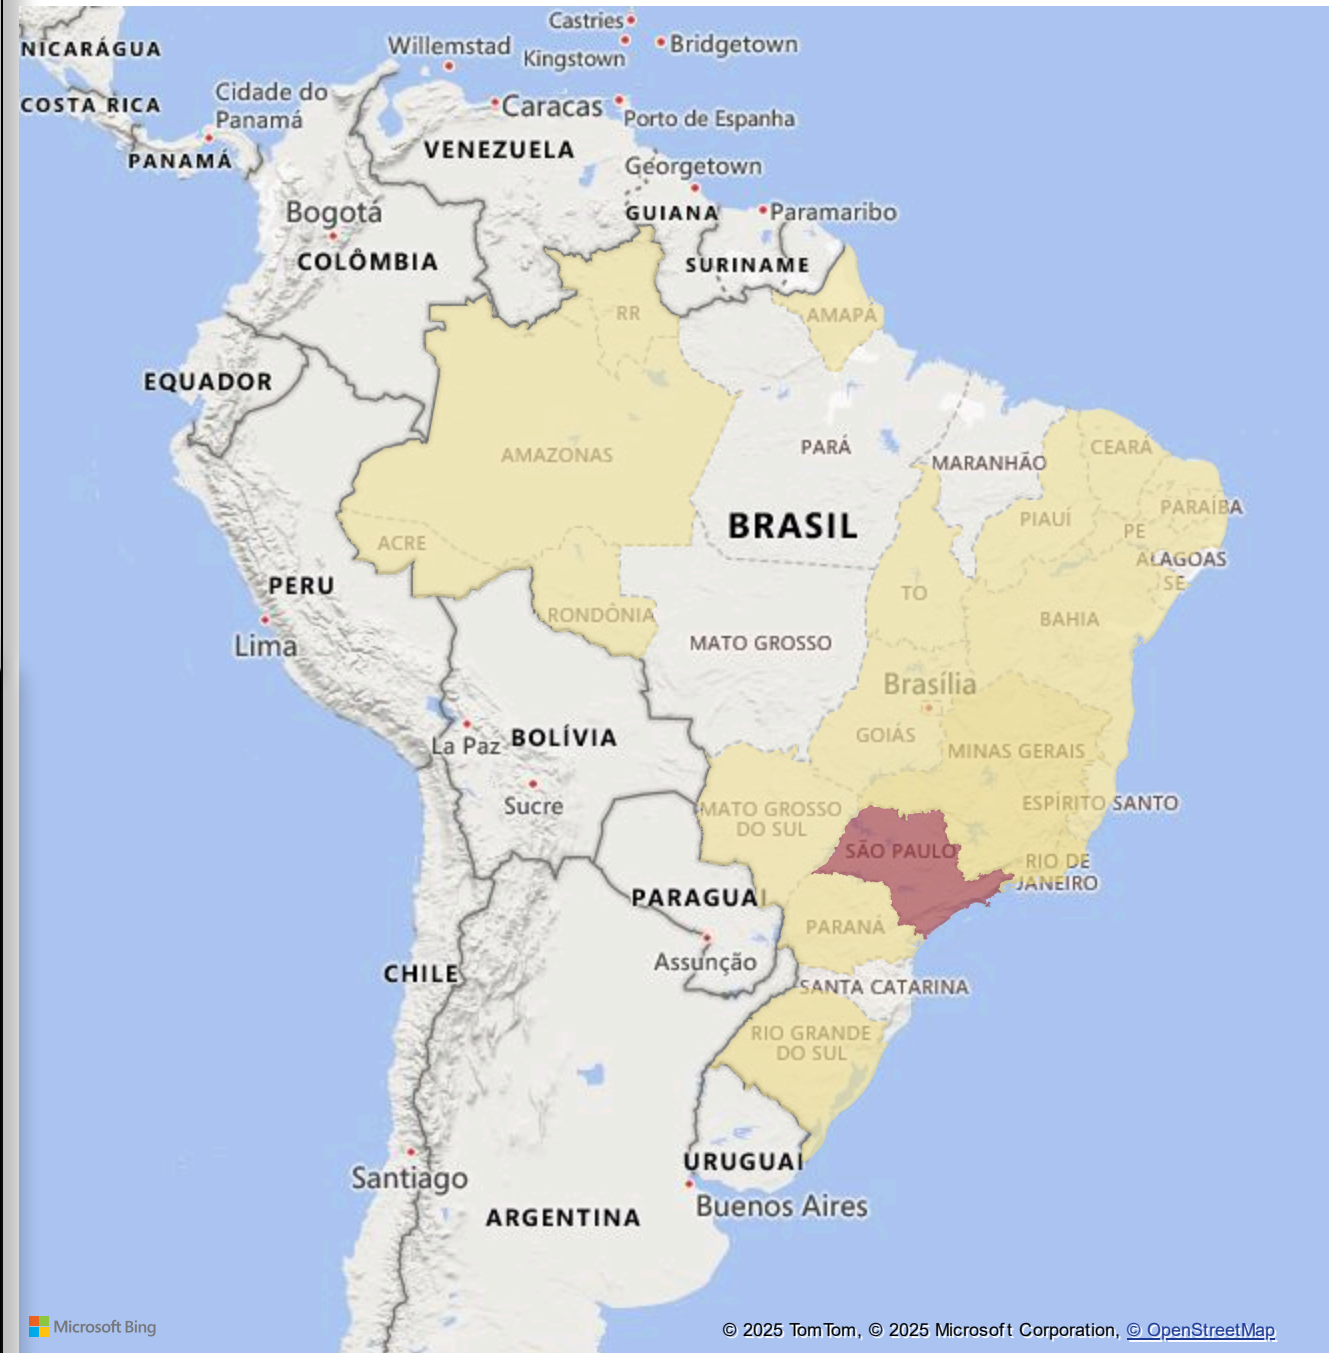 Castries
NICARÁGUA
Willemstad
Bridgetown
Kingstown
Cidade do
Panamá
COSTA RICA
Caracas
Porto de Espanha
VENEZUELA
PANAMÁ
Georgetown
Bogotá
GUIANA
Paramaribo
COLÔMBIA
SURINAME
RR
AMAPÁ
EQUADOR
AMAZONAS
PARÁ
MARANHÃO
CEARÁ
BRASIL
PIAUÍ
PARAÍBA
PE
ACRE
ALAGOAS
SE
PERU
TO
RONDÔNIA
BAHIA
Lima
MATO GROSSO
Brasília
La Paz
BOLÍVIA
GOIÁS
MINAS GERAIS
Sucre
MATO GROSSO
DO SUL
ESPÍRITO SANTO
SÃO PAULO
RIO DE
JANEIRO
PARAGUAI
PARANÁ
Assunção
CHILE
SANTA CATARINA
RIO GRANDE
DO SUL
Santiago
URUGUAI
Buenos Aires
ARGENTINA
Microsoft Bing
© 2025 TomTom, © 2025 Microsoft Corporation, © OpenStreetMap